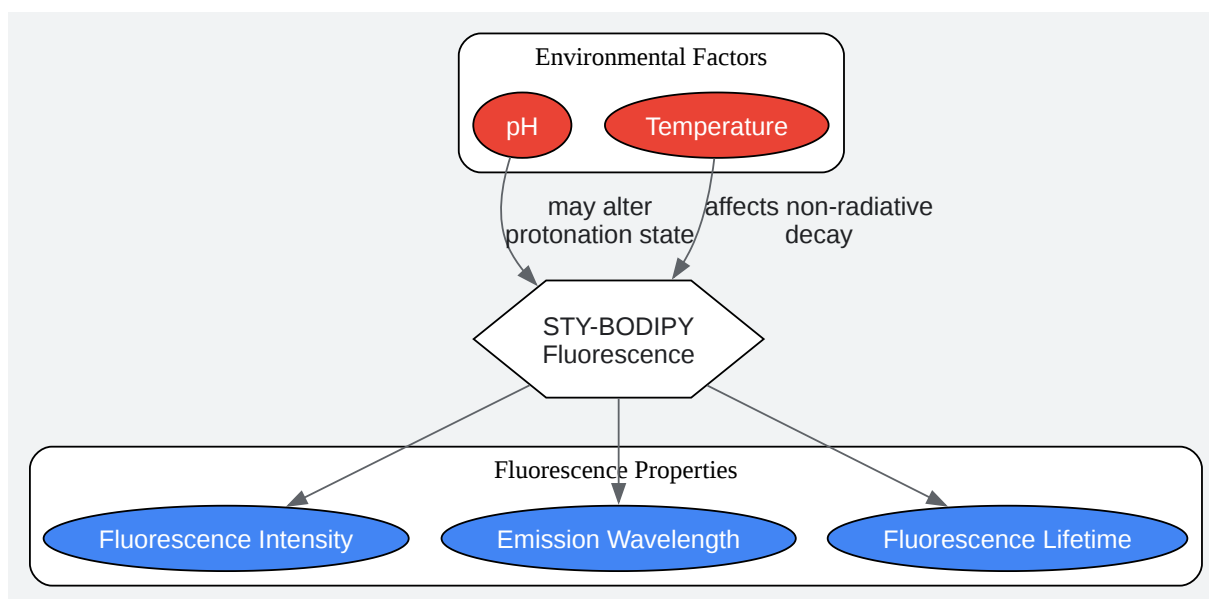 Environmental Factors
pH
Temperature
may alter
protonation state
affects non-radiative
decay
STY-BODIPY
Fluorescence
Fluorescence Properties
Fluorescence Intensity
Emission Wavelength
Fluorescence Lifetime